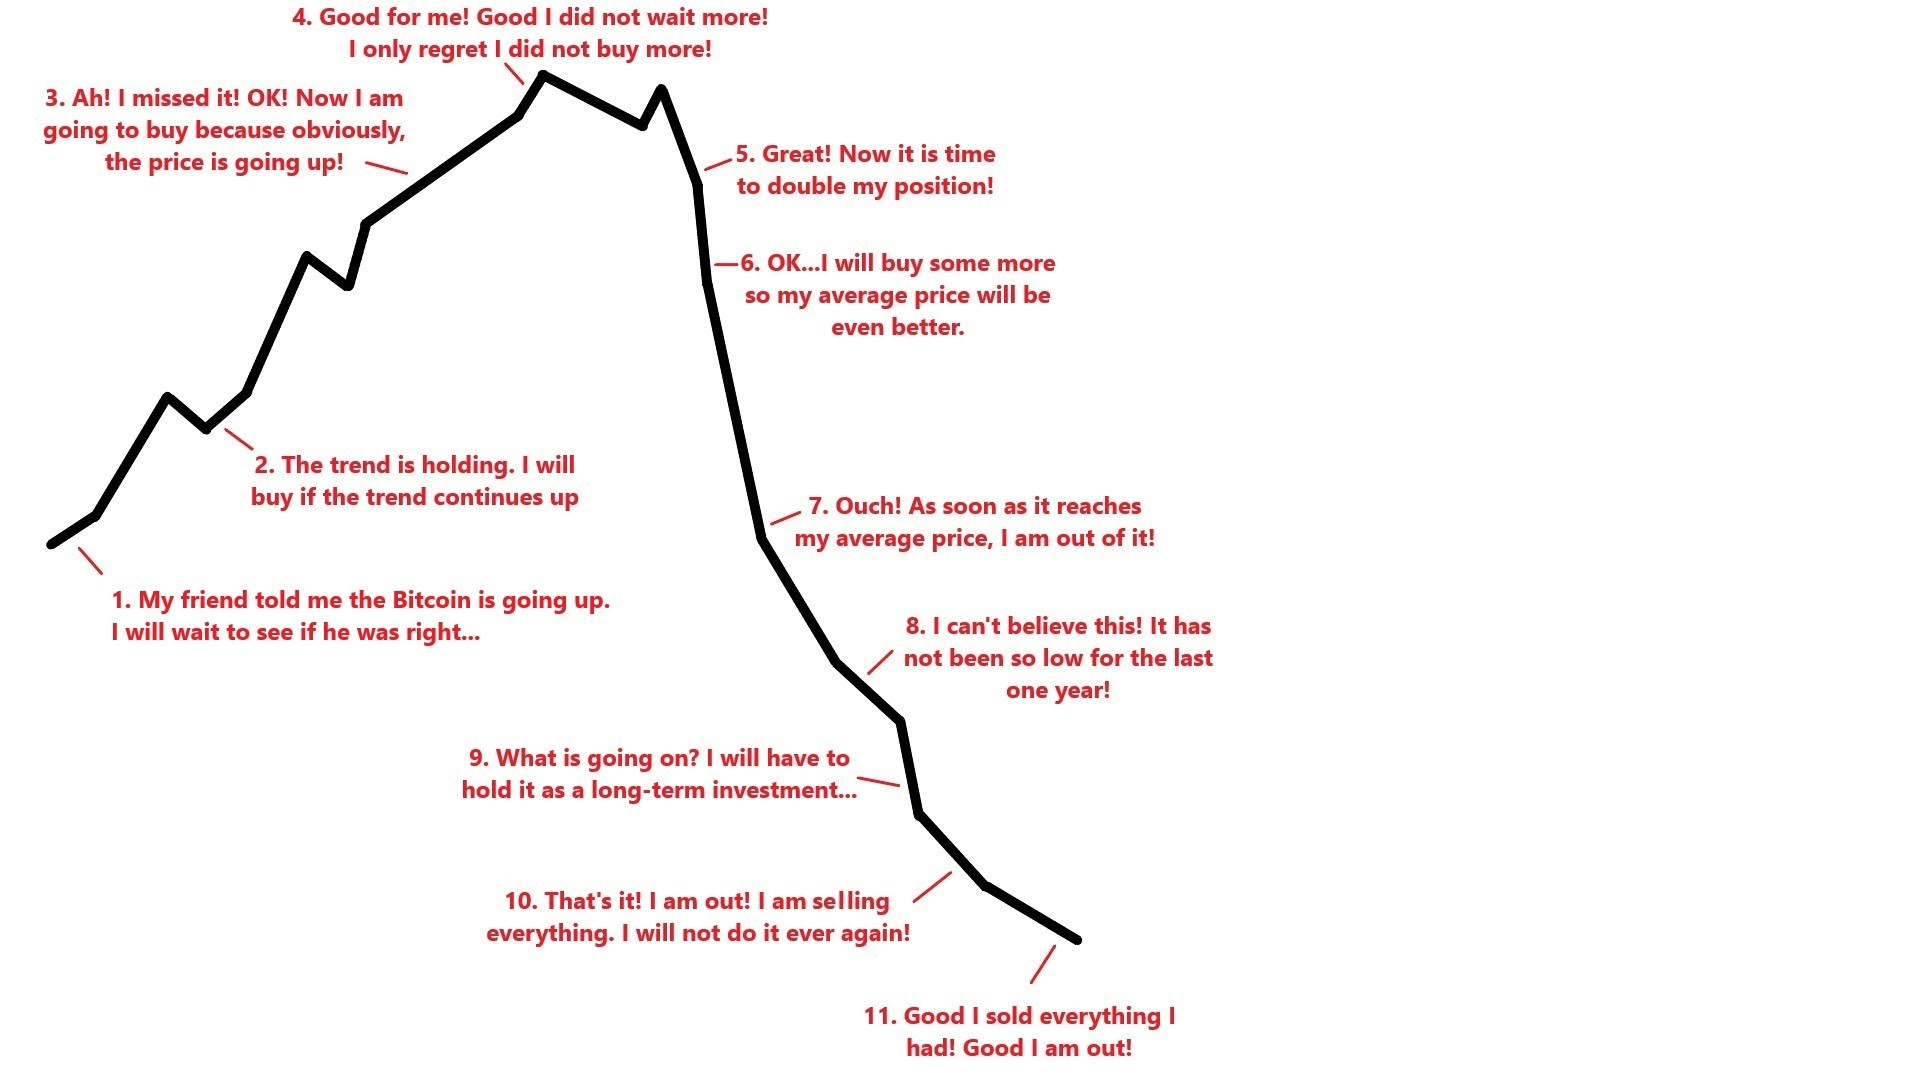 4. Good for me! Good I did not wait more!
I only regret I did not buy more!
3. Ah! I missed it! OK! Now I am
going to buy because obviously,
the price is going up!
5. Great! Now it is time
to double my position!
6. OK...I will buy some more
so my average price will be
even better.
2. The trend is holding. I will
buy if the trend continues up
7. Ouch! As soon as it reaches
my average price, I am out of it!
1. My friend told me the Bitcoin is going up.
I will wait to see if he was right...
8. I can't believe this! It has
not been so low for the last
one year!
9. What is going on? I will have to
hold it as a long-term investment...
10. That's it! I am out! I am selling
everything. I will not do it ever again!
11. Good I sold everything I
had! Good I am out!